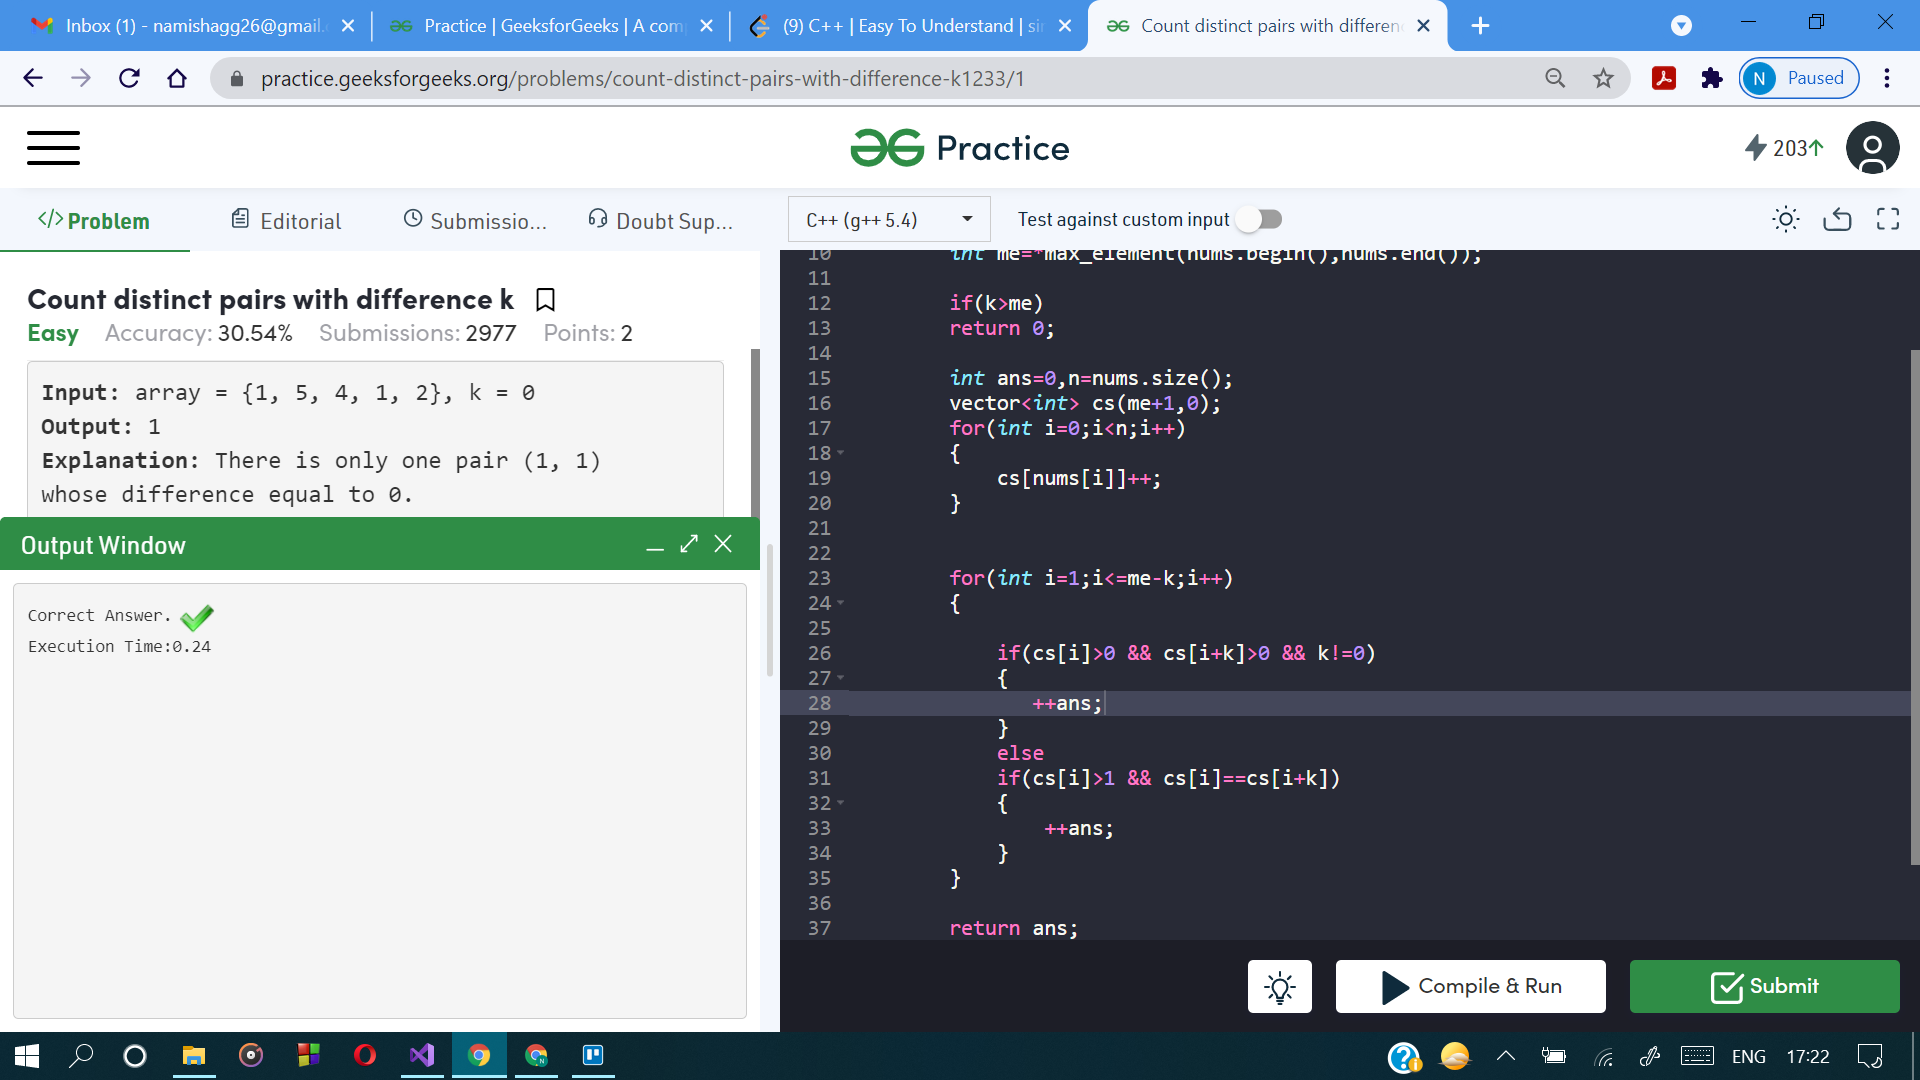 Inbox (1) - namishagg26@gmail.
Practice | GeeksforGeeks | A com
(9) C++ | Easy To Understand | sin
Count distinct pairs with differen
practice.geeksforgeeks.org/problems/count-distinct-pairs-with-difference-k1233/1
N Paused
Practice
203
</> Problem
Editorial
Submissio...
Doubt Sup...
C++ (g++ 5.4)
Test against custom input
Count distinct pairs with difference k
Easy Accuracy: 30.54% Submissions: 2977 Points: 2
Input: array = {1, 5, 4, 1, 2}, k = 0
Output: 1
Explanation: There is only one pair (1, 1)
whose difference equal to 0.
Output Window
Correct Answer.
Execution Time:0.24
10 int me=*max_element(nums.begin(),nums.end());
11
12 if(k>me)
13 return 0;
14
15 int ans=0,n=nums.size();
16 vector<int> cs(me+1,0);
17 for(int i=0;i<n;i++)
18 {
19 cs[nums[i]]++;
20 }
21
22
23 for(int i=1;i<=me-k;i++)
24 {
25
26 if(cs[i]>0 && cs[i+k]>0 && k!=0)
27 {
28 ++ans;
29 }
30 else
31 if(cs[i]>1 && cs[i]==cs[i+k])
32 {
33 ++ans;
34 }
35 }
36
37 return ans;
Compile & Run
Submit
ENG
17:22